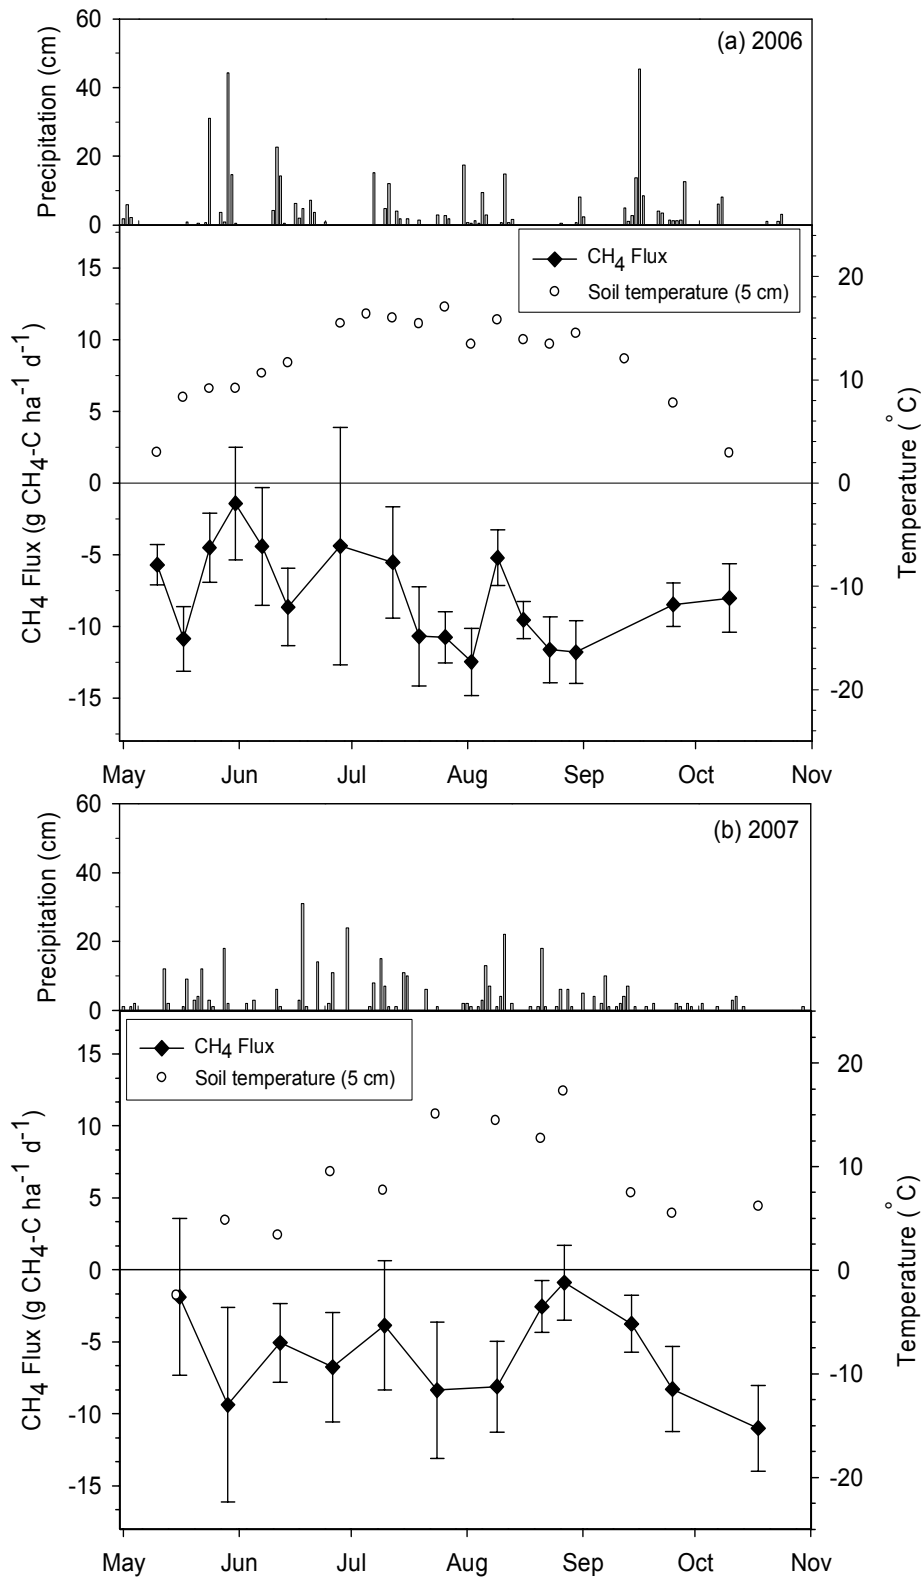 60
40
20
0
Precipitation (cm)
(a) 2006
CH4 Flux
Soil temperature (5 cm)
15
10
5
0
-5
-10
-15
CH4 Flux (g CH4-C ha-1 d-1)
20
10
0
-10
-20
Temperature (°C)
May Jun Jul Aug Sep Oct Nov
60
40
20
0
Precipitation (cm)
(b) 2007
CH4 Flux
Soil temperature (5 cm)
15
10
5
0
-5
-10
-15
CH4 Flux (g CH4-C ha-1 d-1)
20
10
0
-10
-20
Temperature (°C)
May Jun Jul Aug Sep Oct Nov